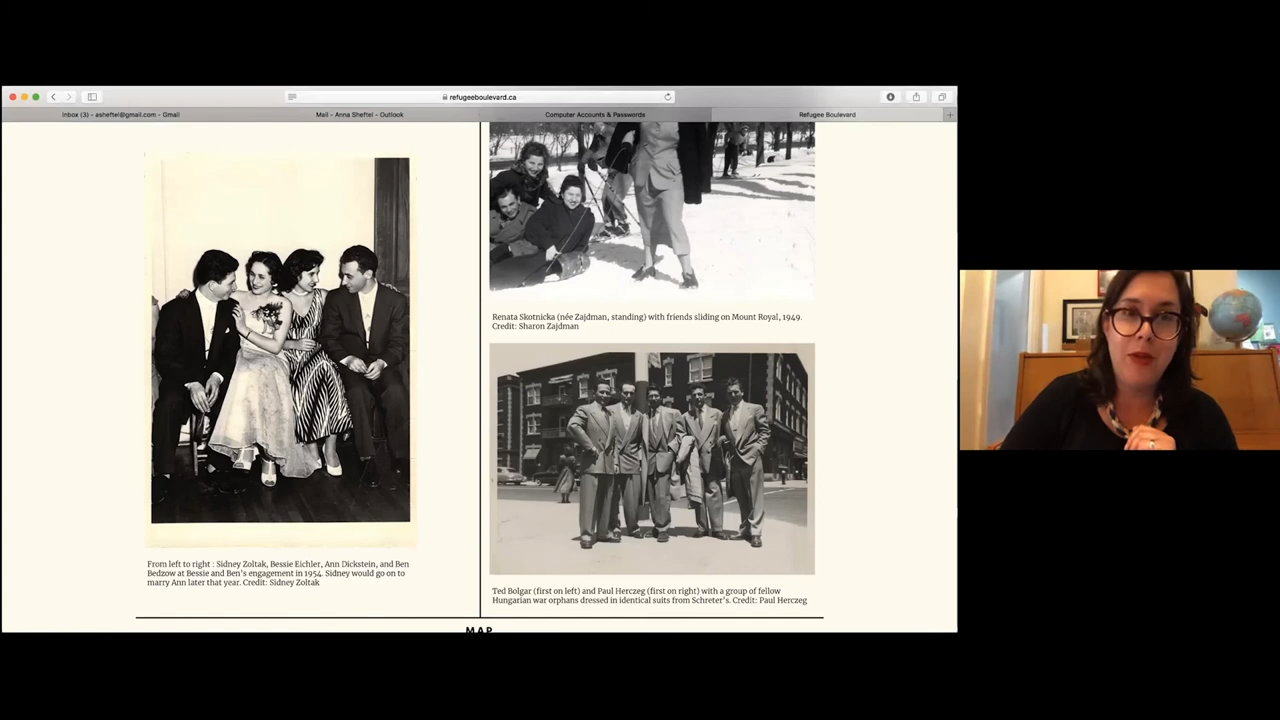 refugeeboulevard.ca
Inbox (3) - asheftel@gmail.com - Gmail
Mail - Anna Sheftel - Outlook
Computer Accounts & Passwords
Refugee Boulevard
From left to right : Sidney Zoltak, Bessie Eichler, Ann Dickstein, and Ben
Bedzow at Bessie and Ben's engagement in 1954. Sidney would go on to
marry Ann later that year. Credit: Sidney Zoltak
Renata Skotnicka (née Zajdman, standing) with friends sliding on Mount Royal, 1949.
Credit: Sharon Zajdman
Ted Bolgar (first on left) and Paul Herczeg (first on right) with a group of fellow
Hungarian war orphans dressed in identical suits from Schreter's. Credit: Paul Herczeg
MAP